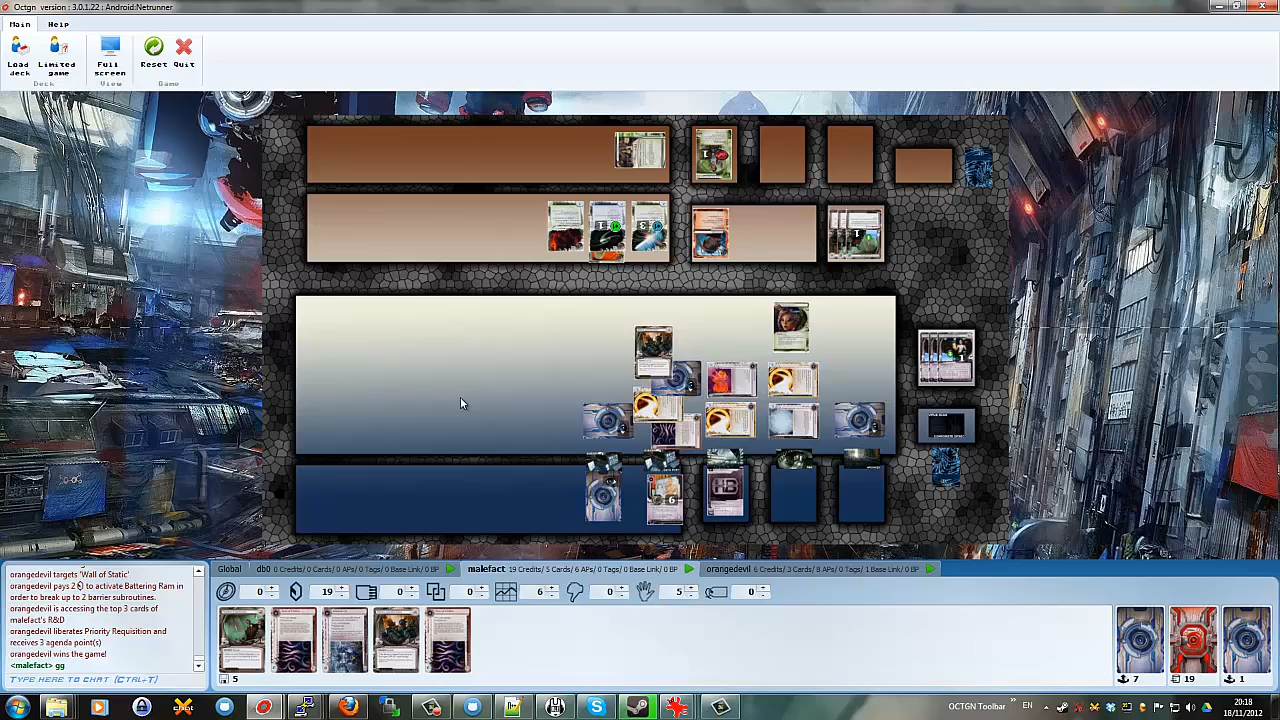 Octgn version : 3.0.1.22 : Android:Netrunner
Main Help
Load deck
Limited game
Full screen
Reset
Quit
Deck
View
Game
1
1
1
6
HB
Global
db0 0 Credits/ 0 Cards/ 0 APs/ 0 Tags/ 0 Base Link/ 0 BP
malefact 19 Credits/ 5 Cards/ 6 APs/ 0 Tags/ 0 Base Link/ 0 BP
orangedevil 6 Credits/ 3 Cards/ 8 APs/ 0 Tags/ 1 Base Link/ 0 BP
0 19 0 0 6 0 5 0
orangedevil targets 'Wall of Static'
orangedevil pays 2 to activate Battering Ram in
order to break up to 2 barrier subroutines.
orangedevil is accessing the top 3 cards of
malefact's R&D
orangedevil liberates Priority Requisition and
receives 3 agenda point(s)
orangedevil wins the game!
<malefact> gg
TYPE HERE TO CHAT (CTRL+T)
5
7
19
1
OCTGN Toolbar
EN
20:18
18/11/2012